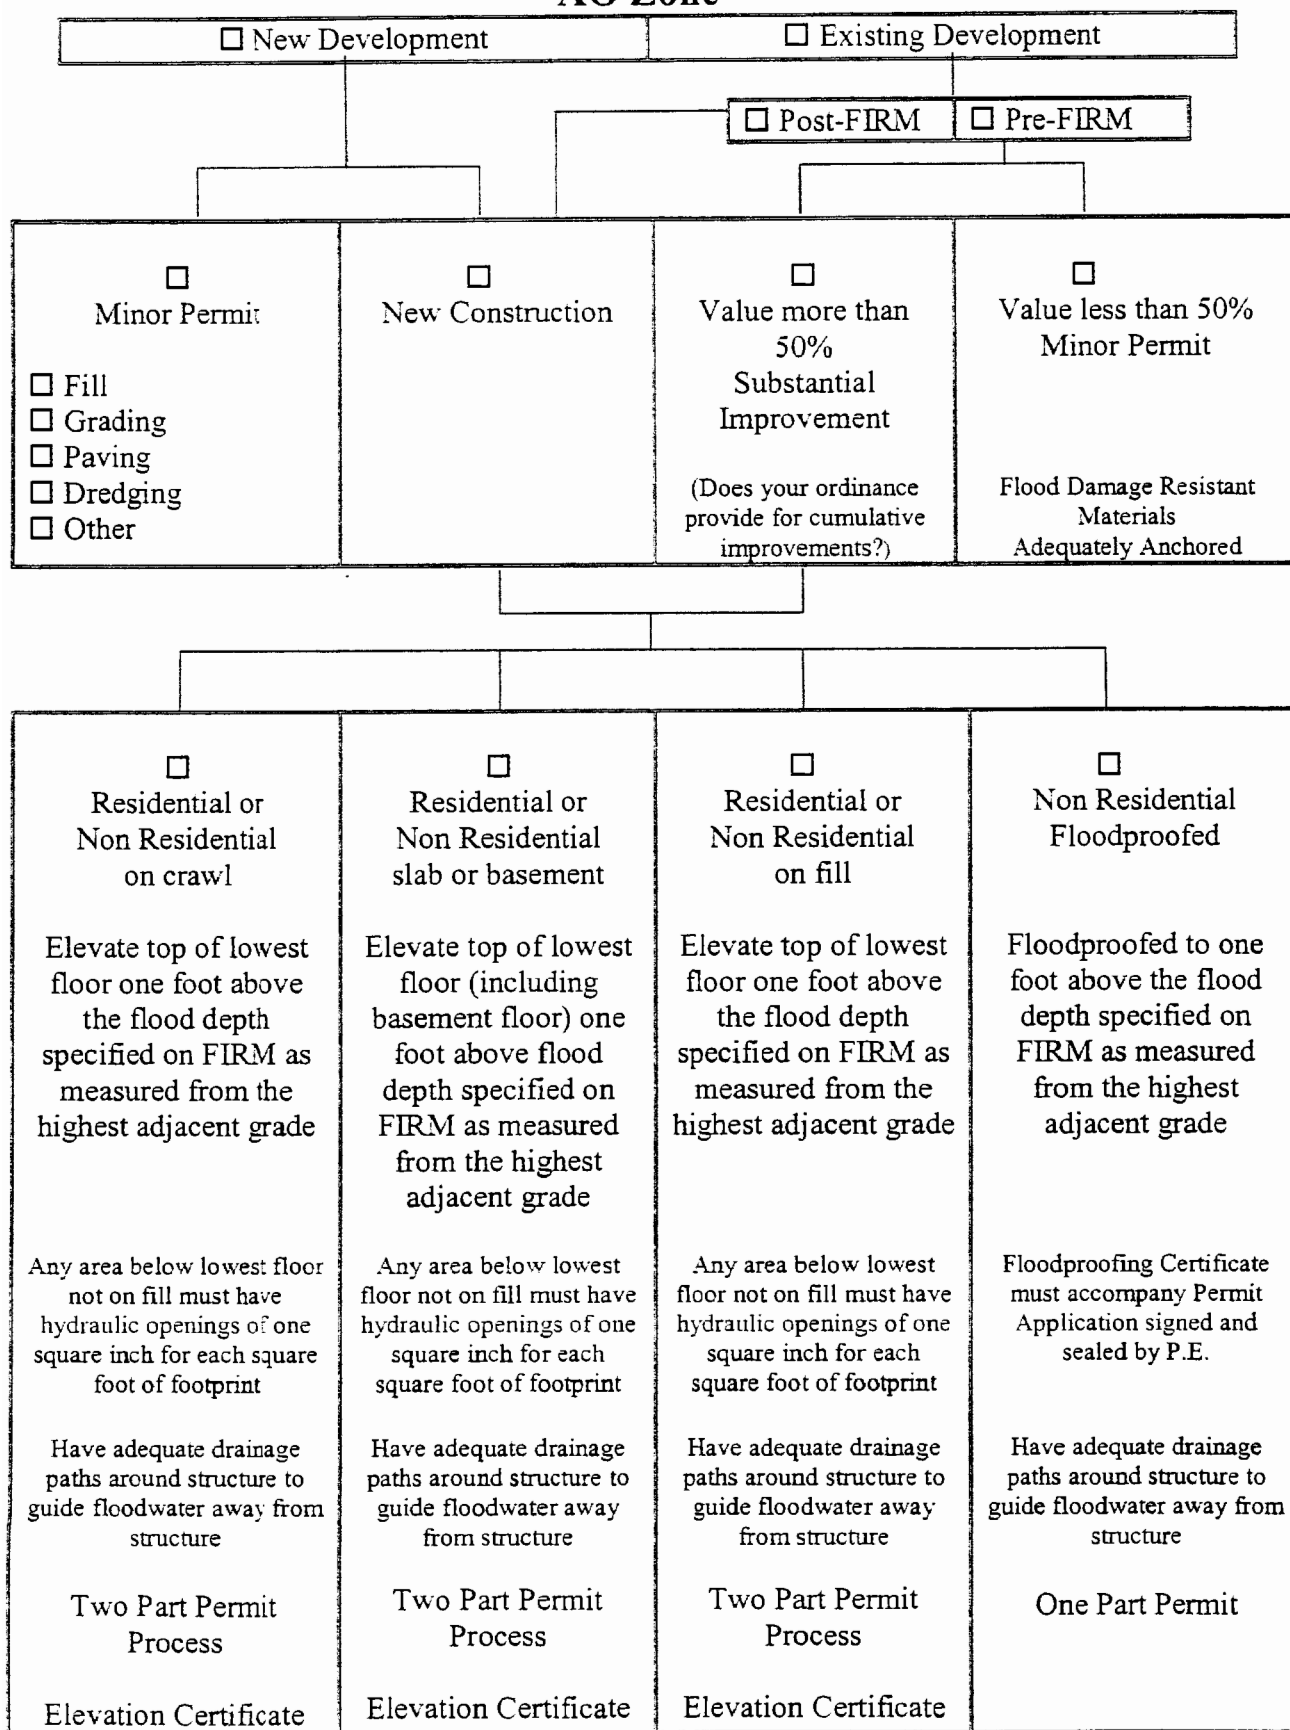 AO Zone
☐ New Development
☐ Existing Development
☐ Post-FIRM
☐ Pre-FIRM
☐
Minor Permit
☐ Fill
☐ Grading
☐ Paving
☐ Dredging
☐ Other
☐
New Construction
☐
Value more than
50%
Substantial
Improvement
(Does your ordinance
provide for cumulative
improvements?)
☐
Value less than 50%
Minor Permit
Flood Damage Resistant
Materials
Adequately Anchored
☐
Residential or
Non Residential
on crawl
Elevate top of lowest
floor one foot above
the flood depth
specified on FIRM as
measured from the
highest adjacent grade
Any area below lowest floor
not on fill must have
hydraulic openings of one
square inch for each square
foot of footprint
Have adequate drainage
paths around structure to
guide floodwater away from
structure
Two Part Permit
Process
Elevation Certificate
☐
Residential or
Non Residential
slab or basement
Elevate top of lowest
floor (including
basement floor) one
foot above flood
depth specified on
FIRM as measured
from the highest
adjacent grade
Any area below lowest
floor not on fill must have
hydraulic openings of one
square inch for each
square foot of footprint
Have adequate drainage
paths around structure to
guide floodwater away
from structure
Two Part Permit
Process
Elevation Certificate
☐
Residential or
Non Residential
on fill
Elevate top of lowest
floor one foot above
the flood depth
specified on FIRM as
measured from the
highest adjacent grade
Any area below lowest
floor not on fill must have
hydraulic openings of one
square inch for each
square foot of footprint
Have adequate drainage
paths around structure to
guide floodwater away
from structure
Two Part Permit
Process
Elevation Certificate
☐
Non Residential
Floodproofed
Floodproofed to one
foot above the flood
depth specified on
FIRM as measured
from the highest
adjacent grade
Floodproofing Certificate
must accompany Permit
Application signed and
sealed by P.E.
Have adequate drainage
paths around structure to
guide floodwater away from
structure
One Part Permit